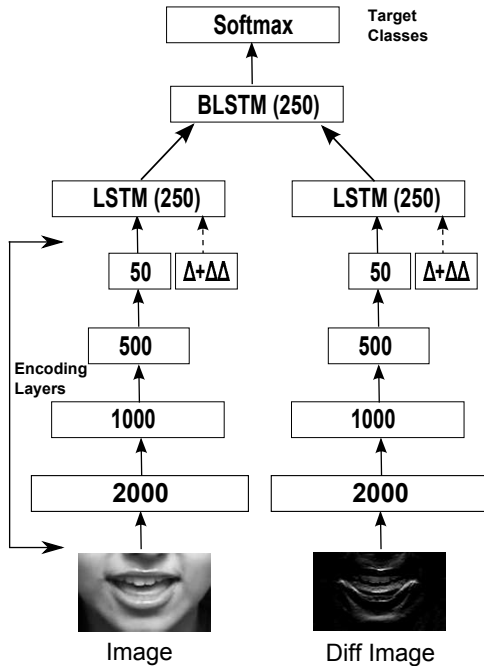 Softmax
Target
Classes
BLSTM (250)
LSTM (250)
LSTM (250)
50
Δ+ΔΔ
50
Δ+ΔΔ
500
500
Encoding
Layers
1000
1000
2000
2000
Image
Diff Image